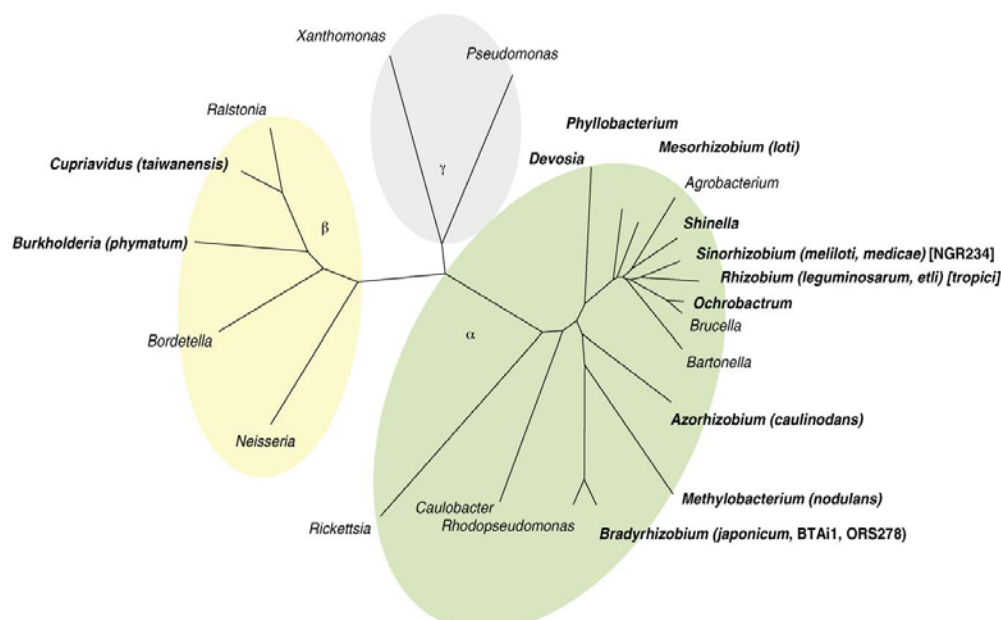 Xanthomonas
Pseudomonas
Ralstonia
Phyllobacterium
Mesorhizobium (loti)
Cupriavidus (taiwanensis)
Devosia
γ
Agrobacterium
Shinella
β
Burkholderia (phymatum)
Sinorhizobium (meliloti, medicae) [NGR234]
Rhizobium (leguminosarum, etli) [tropici]
Ochrobactrum
Brucella
α
Bordetella
Bartonella
Azorhizobium (caulinodans)
Neisseria
Methylobacterium (nodulans)
Caulobacter
Rickettsia
Rhodopseudomonas
Bradyrhizobium (japonicum, BTAi1, ORS278)